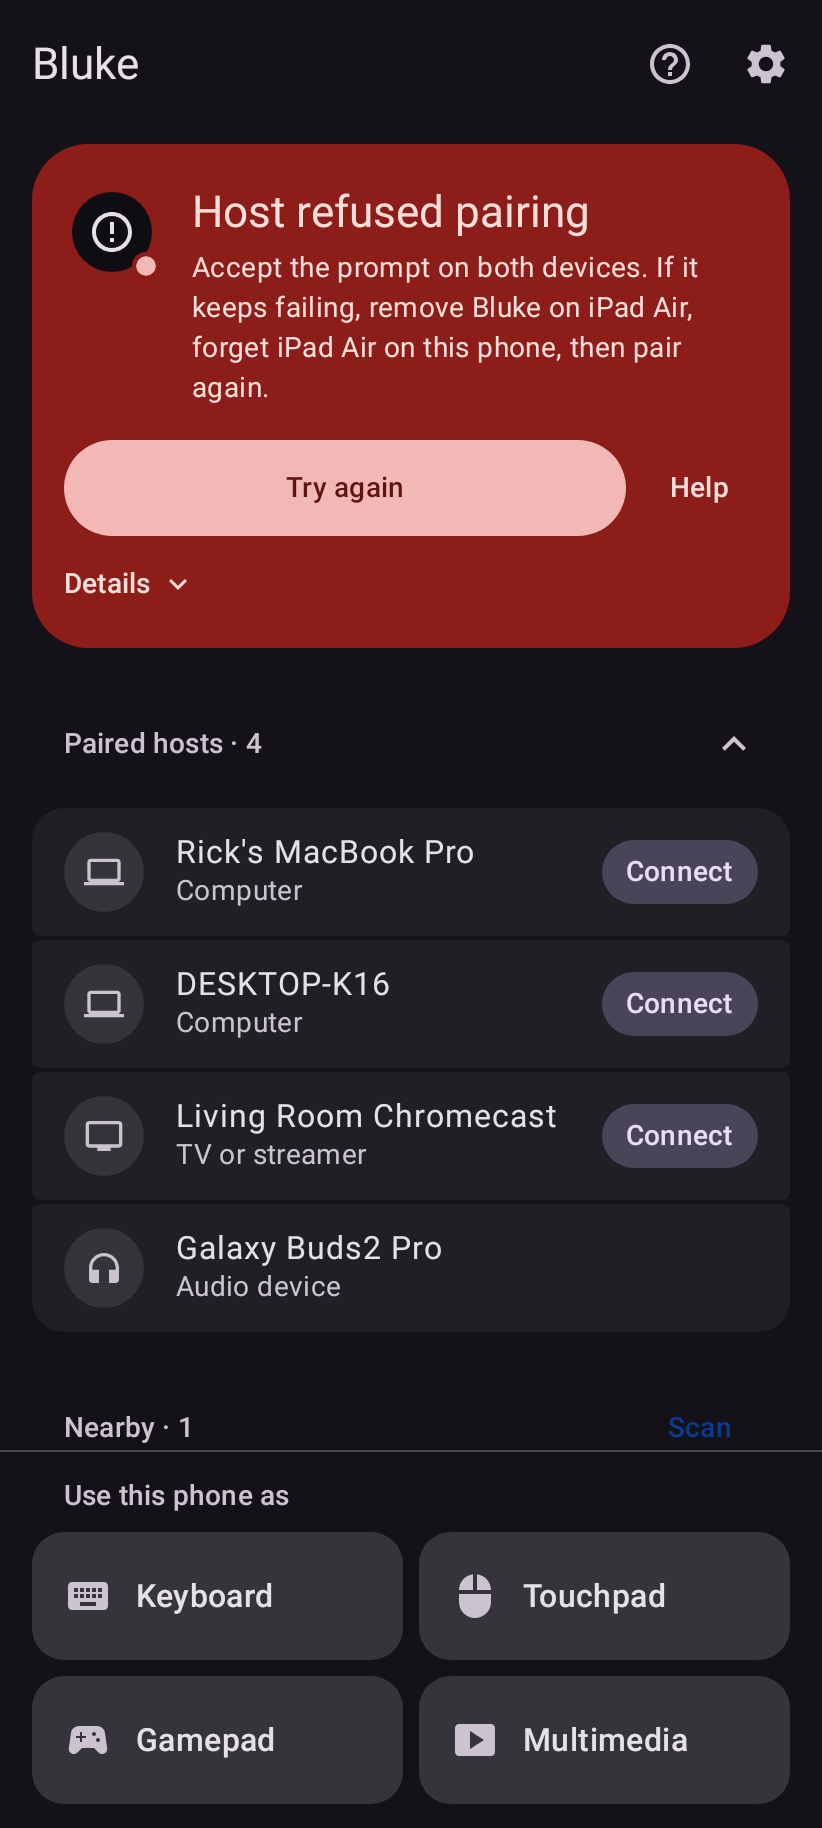 Bluke
Host refused pairing
Accept the prompt on both devices. If it
keeps failing, remove Bluke on iPad Air,
forget iPad Air on this phone, then pair
again.
Try again
Help
Details
Paired hosts · 4
Rick's MacBook Pro
Computer
Connect
DESKTOP-K16
Computer
Connect
Living Room Chromecast
TV or streamer
Connect
Galaxy Buds2 Pro
Audio device
Nearby · 1
Scan
Use this phone as
Keyboard
Touchpad
Gamepad
Multimedia